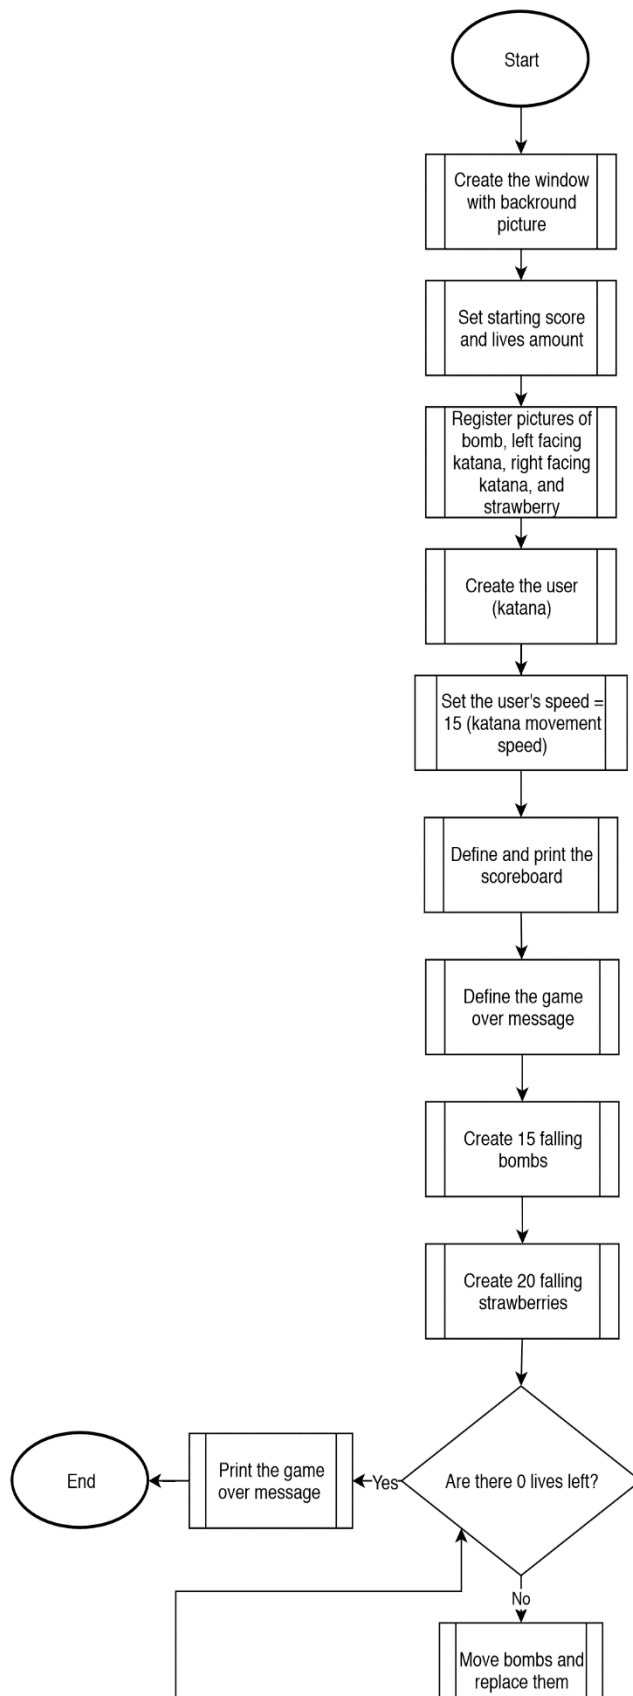 Start
Create the window
with backround
picture
Set starting score
and lives amount
Register pictures of
bomb, left facing
katana, right facing
katana, and
strawberry
Create the user
(katana)
Set the user's speed =
15 (katana movement
speed)
Define and print the
scoreboard
Define the game
over message
Create 15 falling
bombs
Create 20 falling
strawberries
Are there 0 lives left?
Yes
Print the game
over message
End
No
Move bombs and
replace them